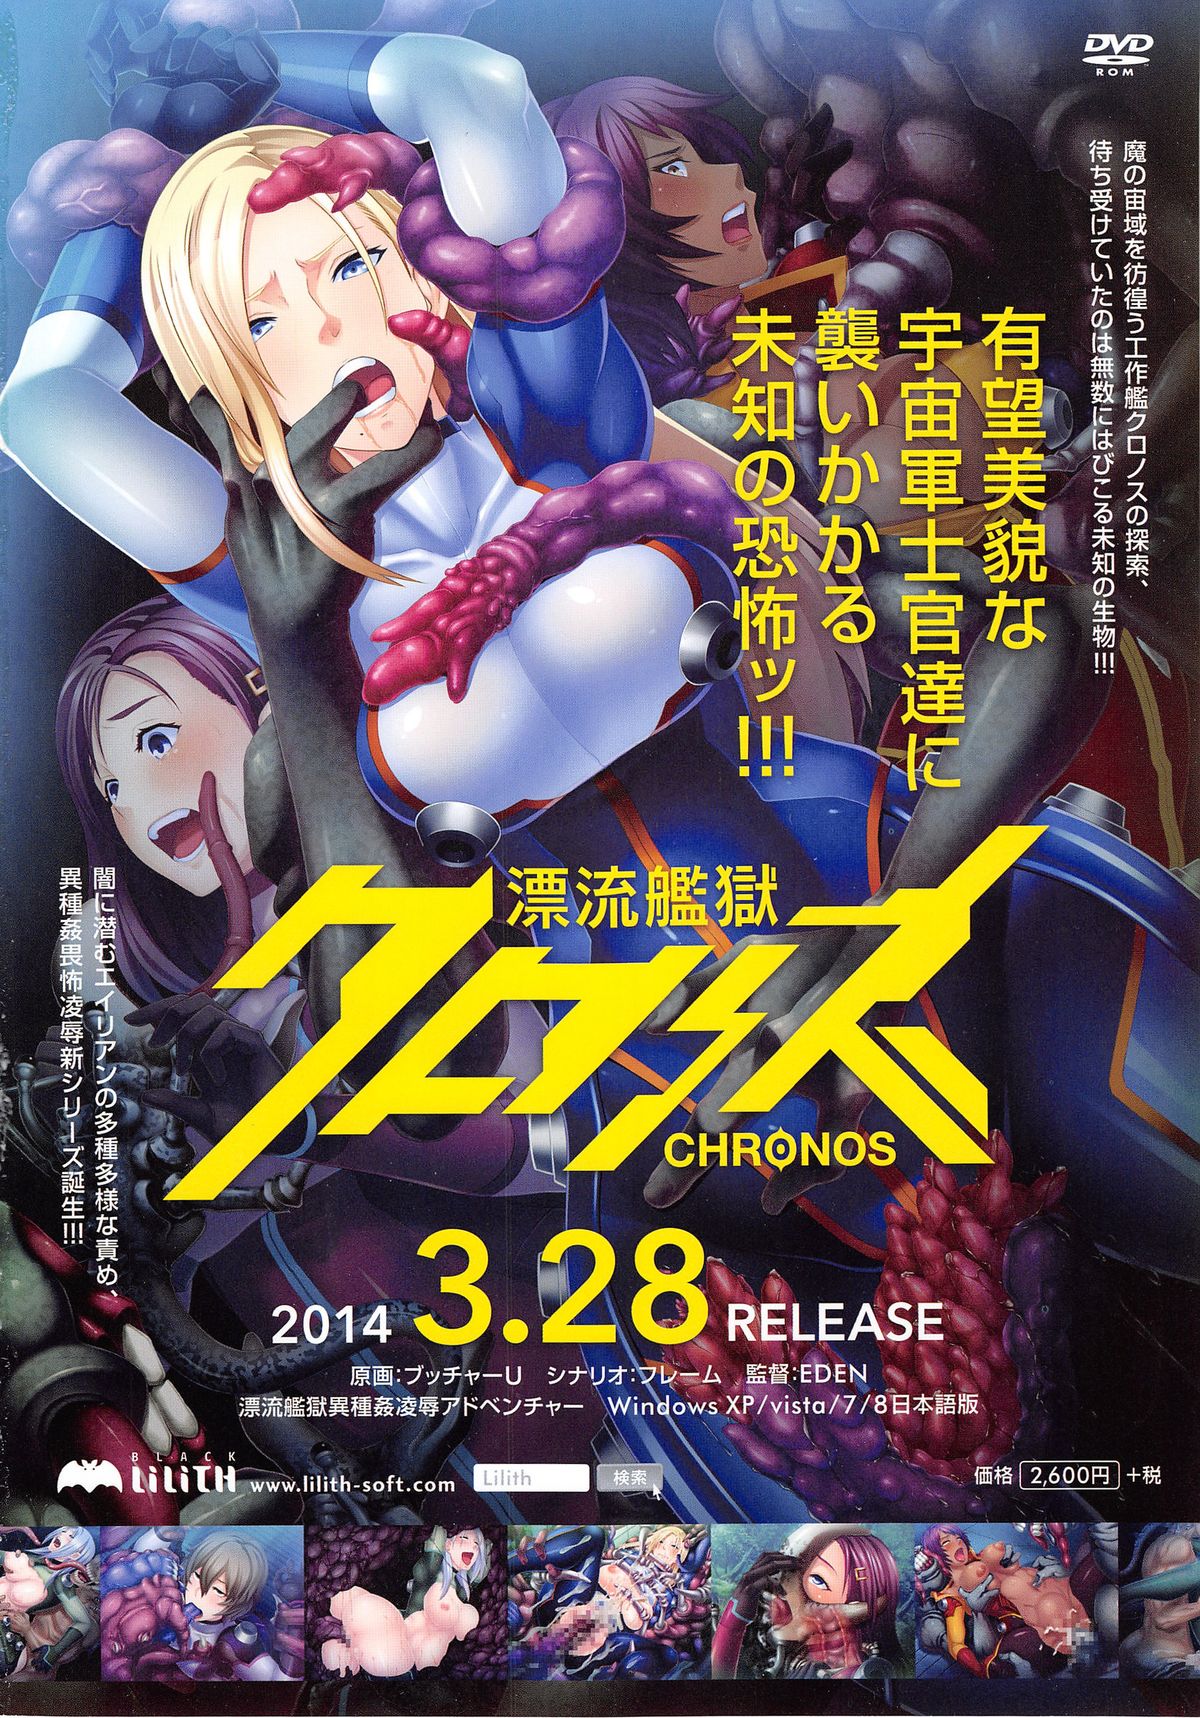 DVD
ROM
魔の宙域を彷徨う工作艦クロノスの探索、
待ち受けていたのは無数にはびこる未知の生物!!!
有望美貌な
宇宙軍士官達に
襲いかかる
未知の恐怖ッ!!!
漂流艦獄
クロノス
CHRONOS
闇に潜むエイリアンの多種多様な責め、
異種姦畏怖凌辱新シリーズ誕生!!!
2014 3.28 RELEASE
原画:ブッチャーU シナリオ:フレーム 監督:EDEN
漂流艦獄異種姦凌辱アドベンチャー Windows XP/vista/7/8日本語版
BLACK
LiLiTH www.lilith-soft.com Lilith 検索 価格 2,600円 +税